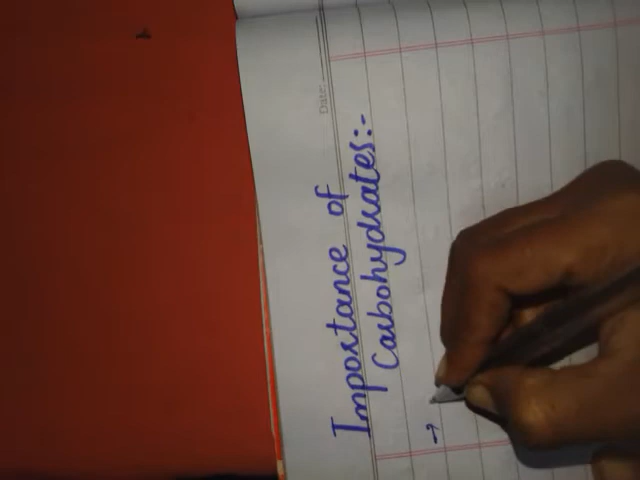 Date
Importance of
Carbohydrates:-
→